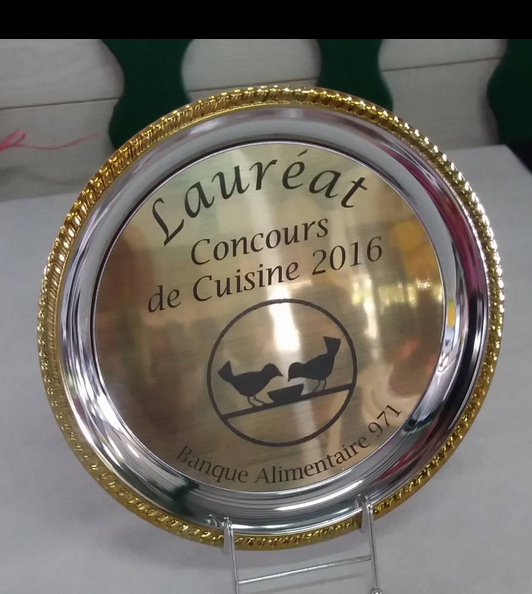 Lauréat
Concours
de Cuisine 2016
Banque Alimentaire 971